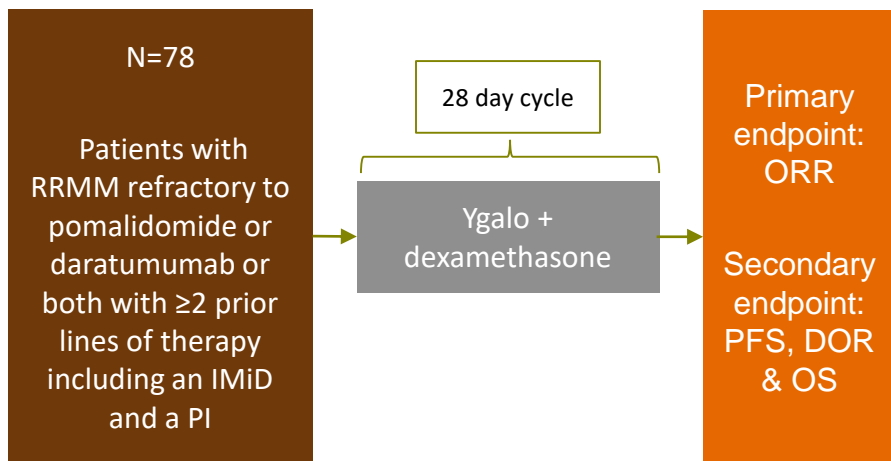 N=78
Patients with
RRMM refractory to
pomalidomide or
daratumumab or
both with ≥2 prior
lines of therapy
including an IMiD
and a PI
28 day cycle
Ygalo +
dexamethasone
Primary
endpoint:
ORR
Secondary
endpoint:
PFS, DOR
& OS